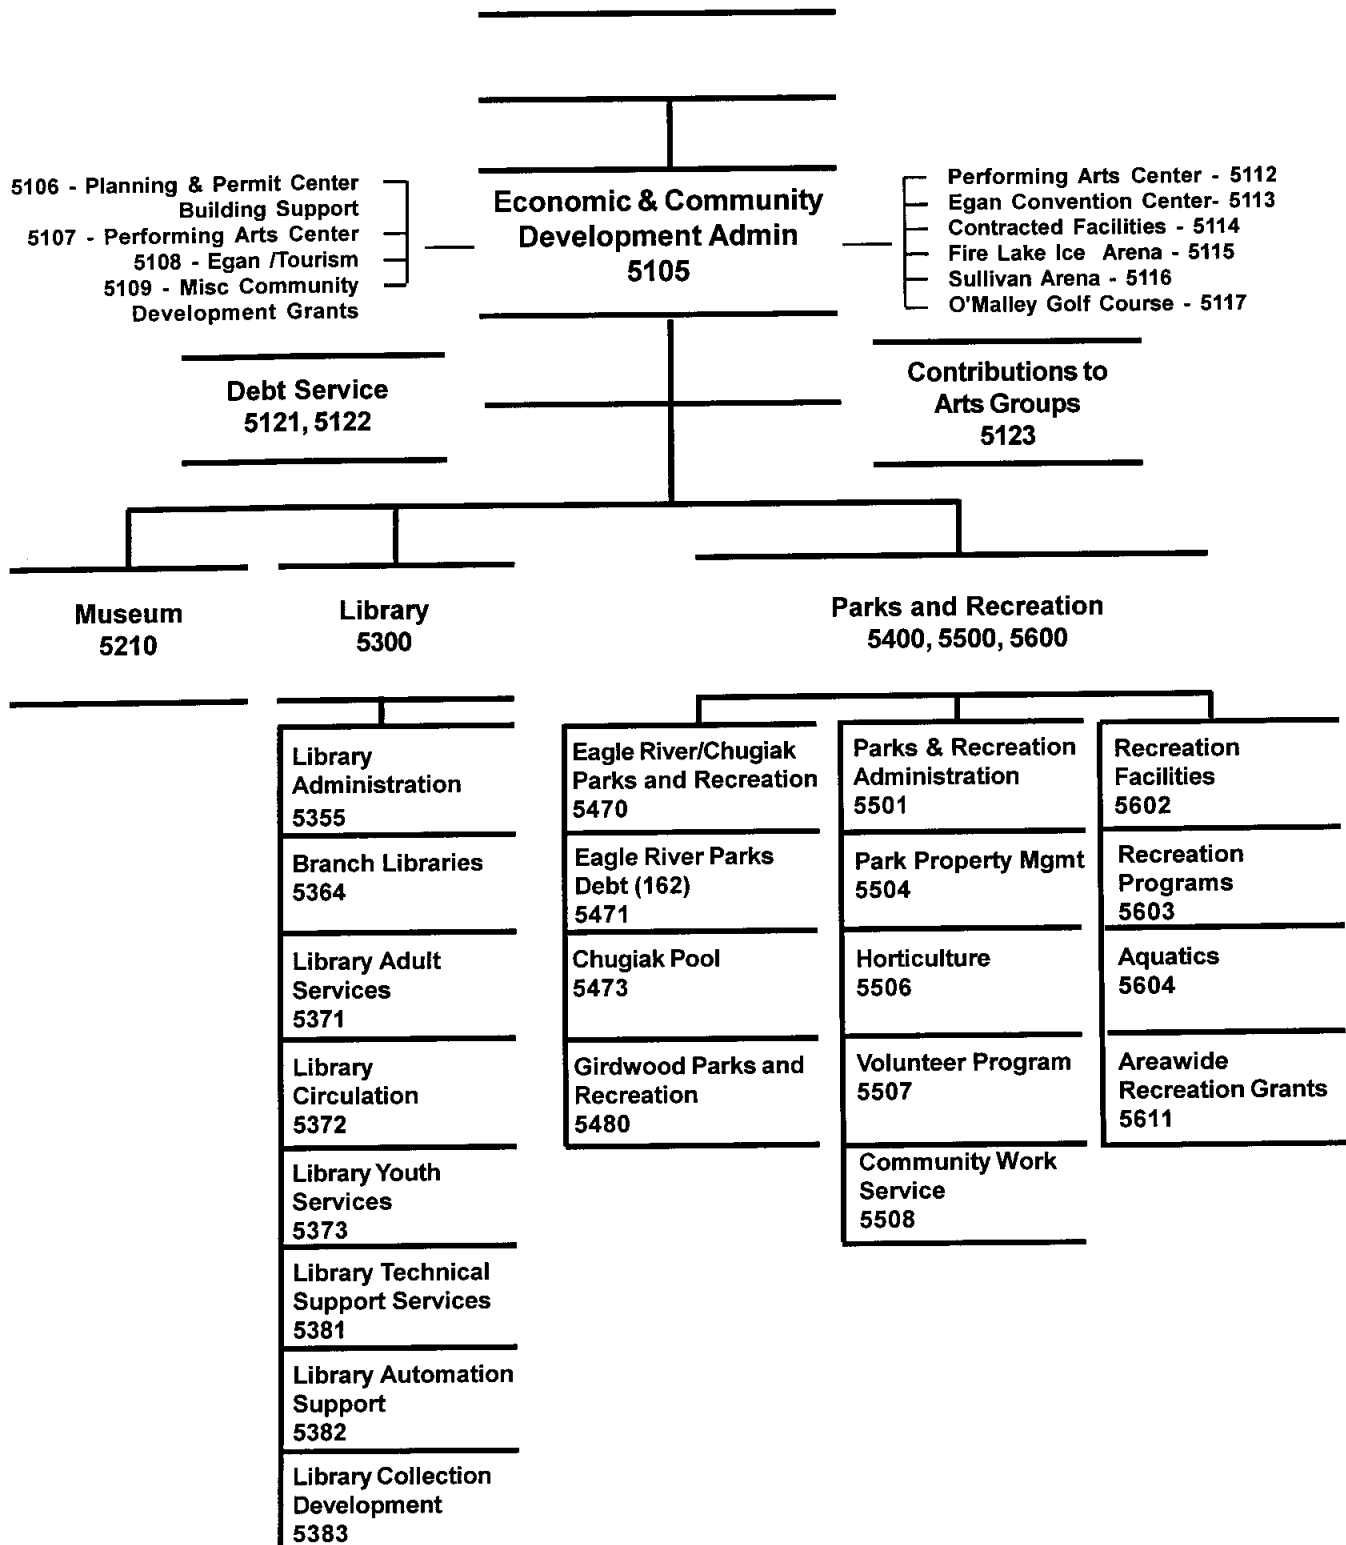 5106 - Planning & Permit Center
Building Support
5107 - Performing Arts Center
5108 - Egan /Tourism
5109 - Misc Community
Development Grants
Economic & Community
Development Admin
5105
Performing Arts Center - 5112
Egan Convention Center- 5113
Contracted Facilities - 5114
Fire Lake Ice Arena - 5115
Sullivan Arena - 5116
O'Malley Golf Course - 5117
Debt Service
5121, 5122
Contributions to
Arts Groups
5123
Museum
5210
Library
5300
Parks and Recreation
5400, 5500, 5600
Library
Administration
5355
Branch Libraries
5364
Library Adult
Services
5371
Library
Circulation
5372
Library Youth
Services
5373
Library Technical
Support Services
5381
Library Automation
Support
5382
Library Collection
Development
5383
Eagle River/Chugiak
Parks and Recreation
5470
Eagle River Parks
Debt (162)
5471
Chugiak Pool
5473
Girdwood Parks and
Recreation
5480
Parks & Recreation
Administration
5501
Park Property Mgmt
5504
Horticulture
5506
Volunteer Program
5507
Community Work
Service
5508
Recreation
Facilities
5602
Recreation
Programs
5603
Aquatics
5604
Areawide
Recreation Grants
5611